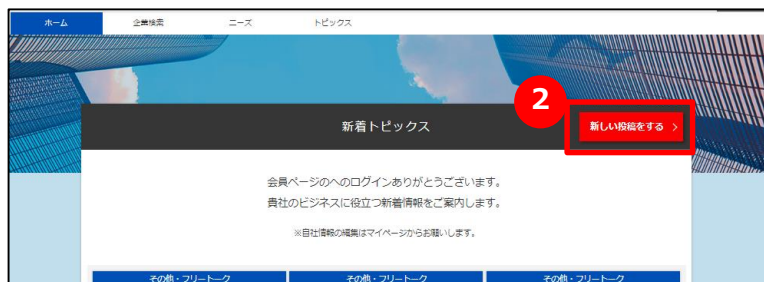 ホーム 企業検索 ニーズ トピックス
2
新着トピックス 新しい投稿をする >
会員ページのへのログインありがとうございます。
貴社のビジネスに役立つ新着情報をご案内します。
※自社情報の編集はマイページからお願いします。
その他・フリートーク その他・フリートーク その他・フリートーク